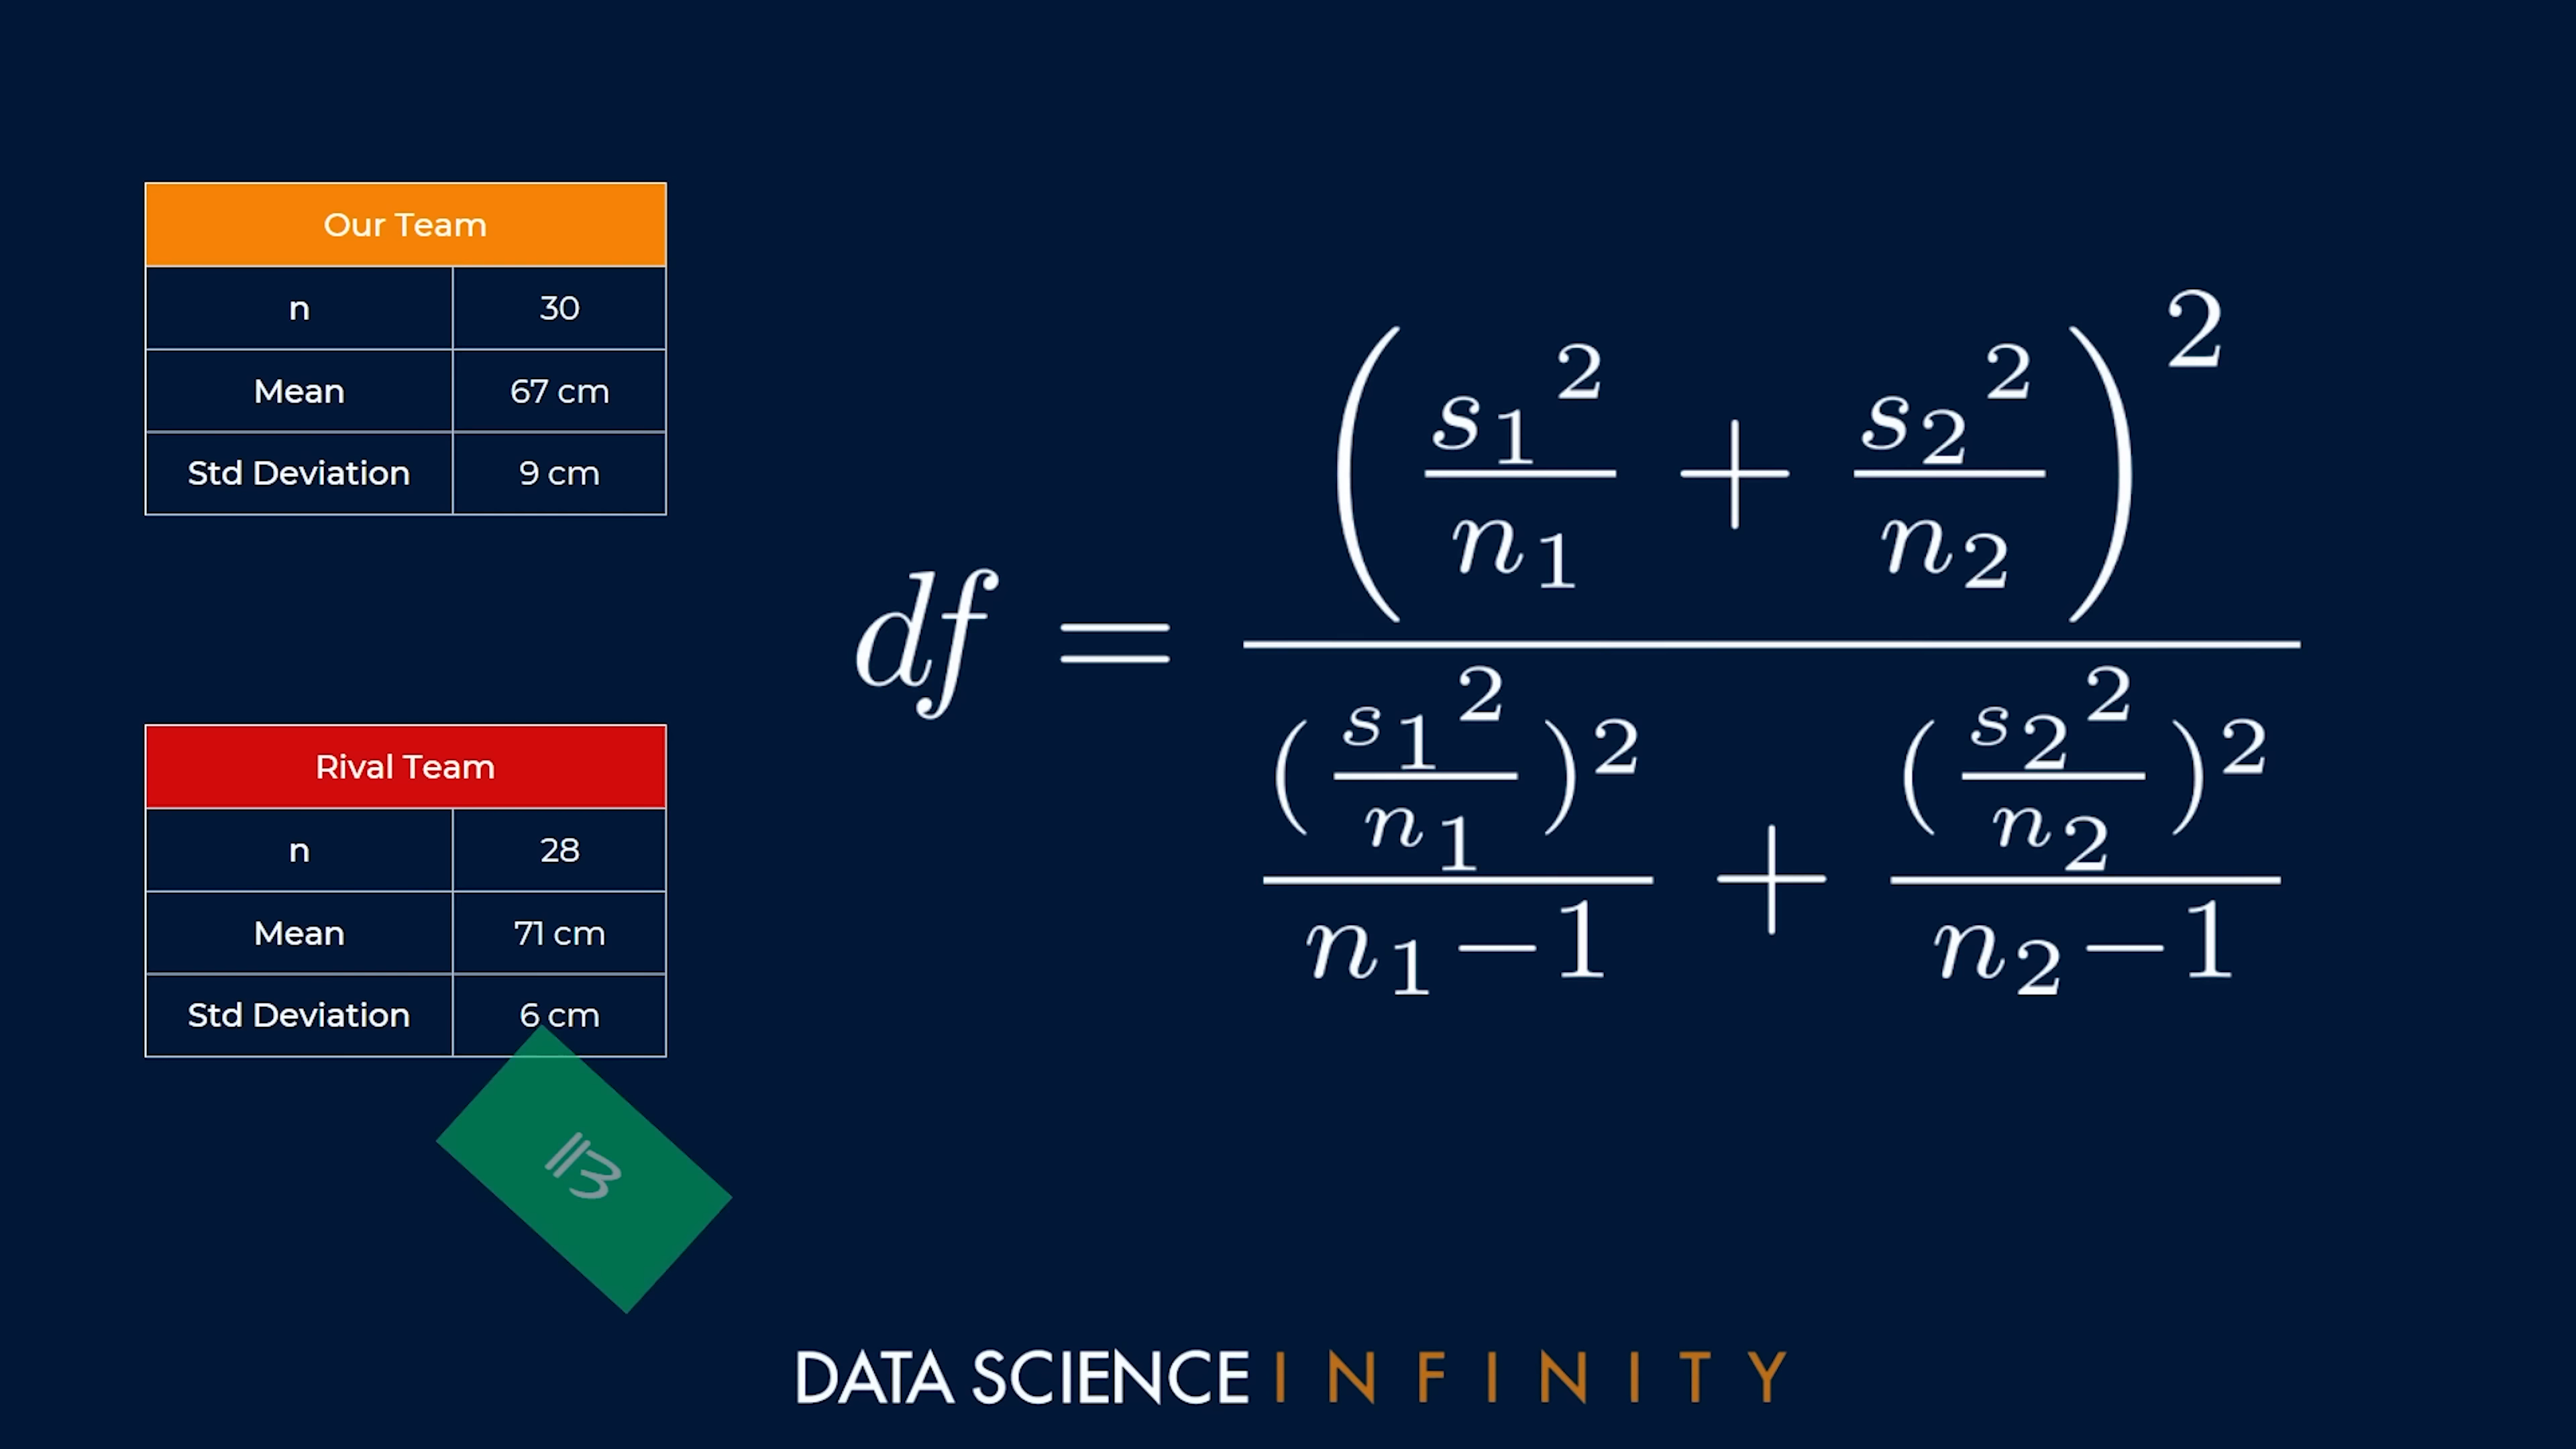 Our Team
n 30
Mean 67 cm
Std Deviation 9 cm
Rival Team
n 28
Mean 71 cm
Std Deviation 6 cm
df = (s₁²/n₁ + s₂²/n₂)² / ((s₁²/n₁)²/(n₁−1) + (s₂²/n₂)²/(n₂−1))
DATA SCIENCE INFINITY